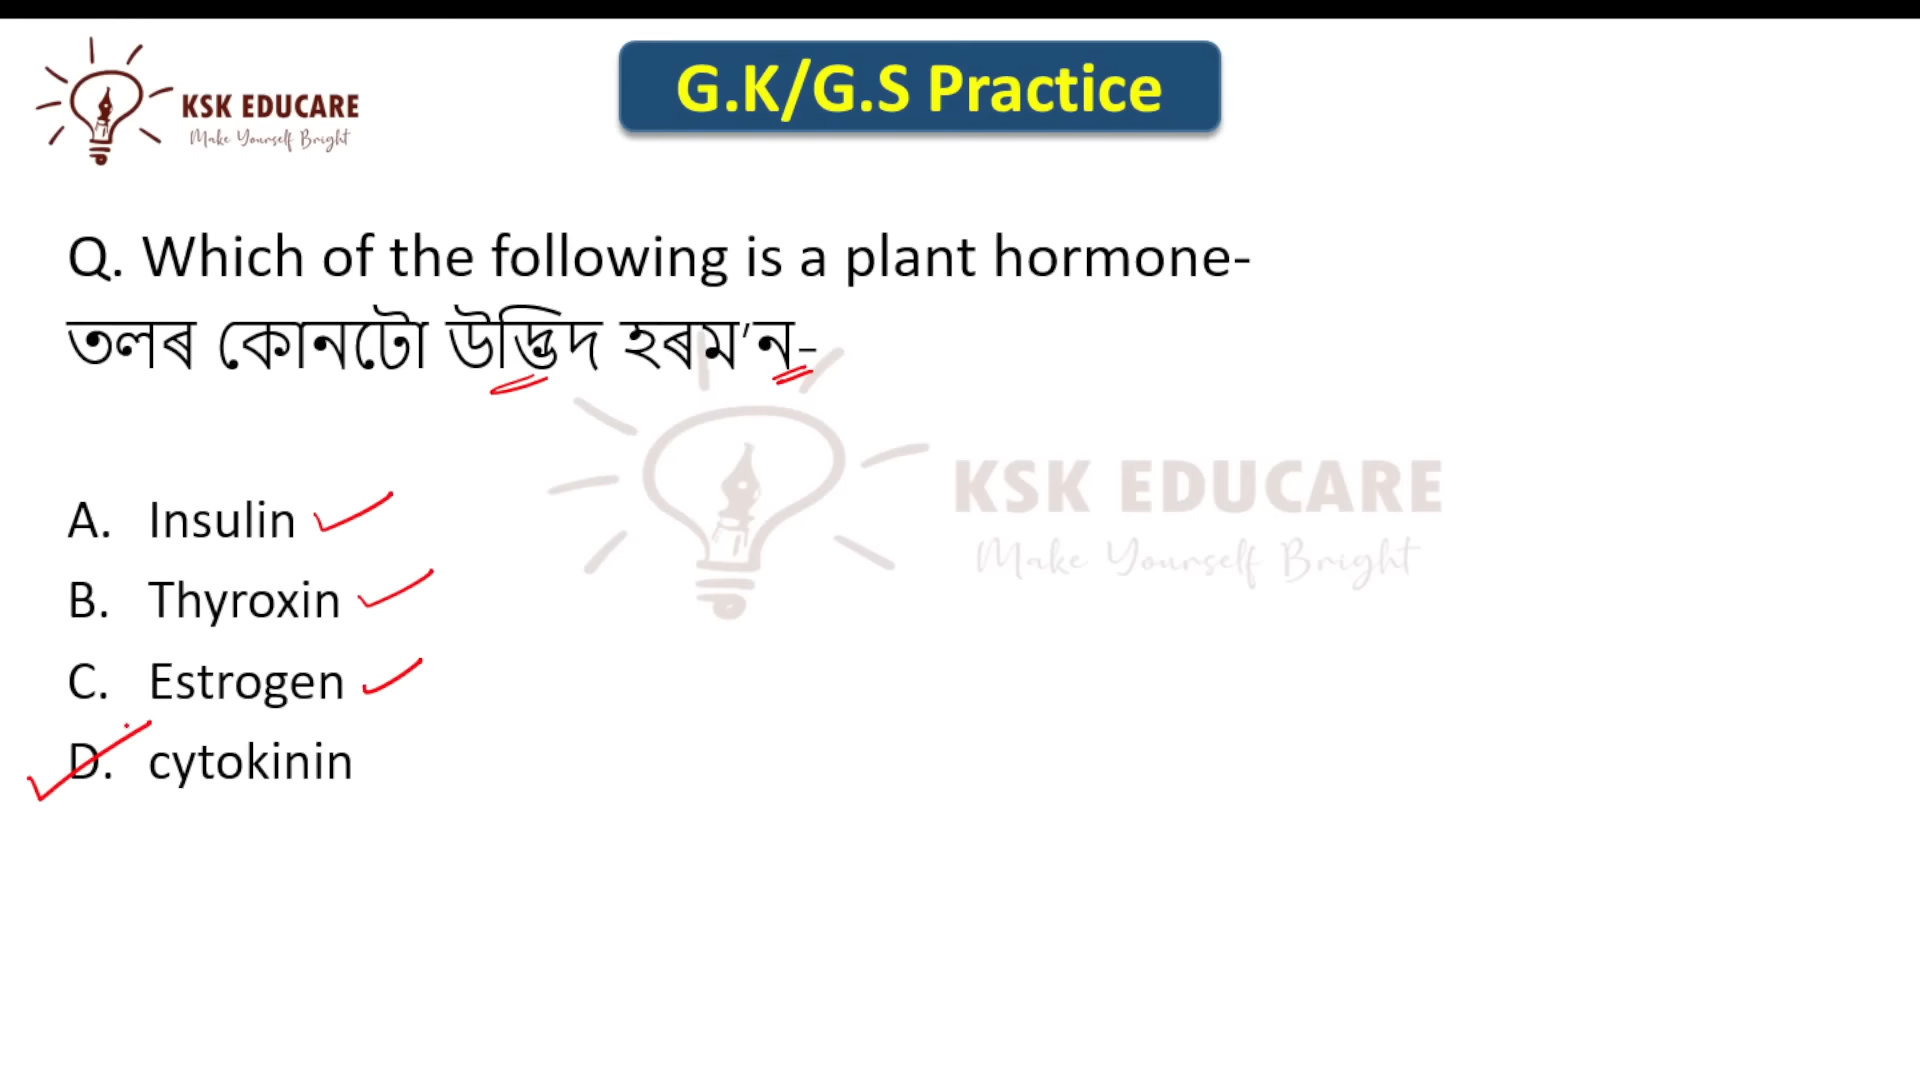 KSK EDUCARE
Make Yourself Bright
G.K/G.S Practice
Q. Which of the following is a plant hormone-
তলৰ কোনটো উদ্ভিদ হৰম’ন-
KSK EDUCARE
Make Yourself Bright
A. Insulin
B. Thyroxin
C. Estrogen
D. cytokinin